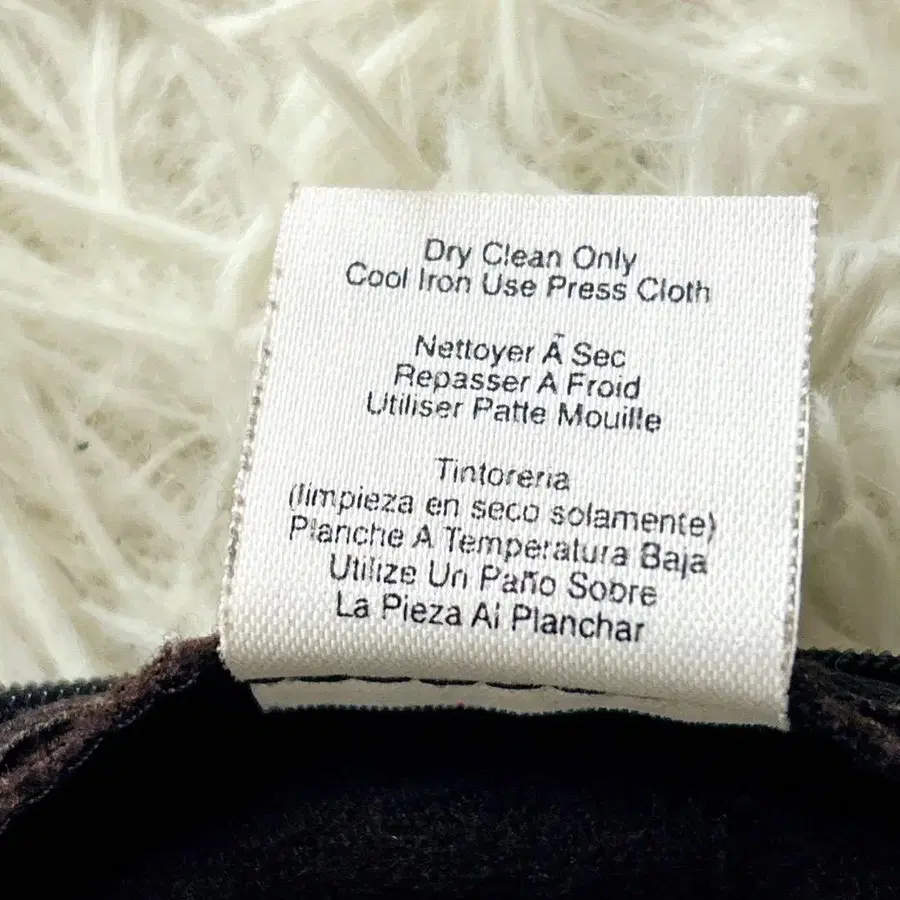 Dry Clean Only
Cool Iron Use Press Cloth
Nettoyer À Sec
Repasser A Froid
Utiliser Patte Mouille
Tintoreria
(limpieza en seco solamente)
Planche A Temperatura Baja
Utilize Un Paño Sobre
La Pieza Al Planchar